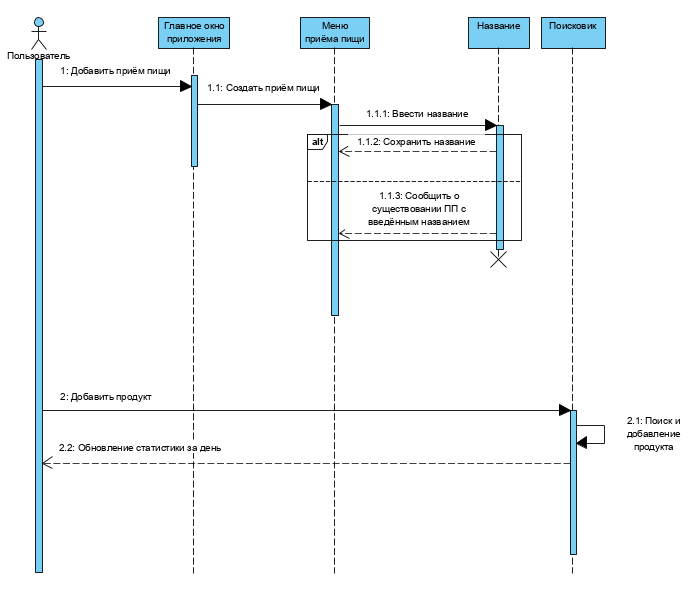 Пользователь
Главное окно
приложения
Меню
приёма пищи
Название
Поисковик
1: Добавить приём пищи
1.1: Создать приём пищи
1.1.1: Ввести название
alt
1.1.2: Сохранить название
1.1.3: Сообщить о
существовании ПП с
введённым названием
2: Добавить продукт
2.1: Поиск и
добавление
продукта
2.2: Обновление статистики за день